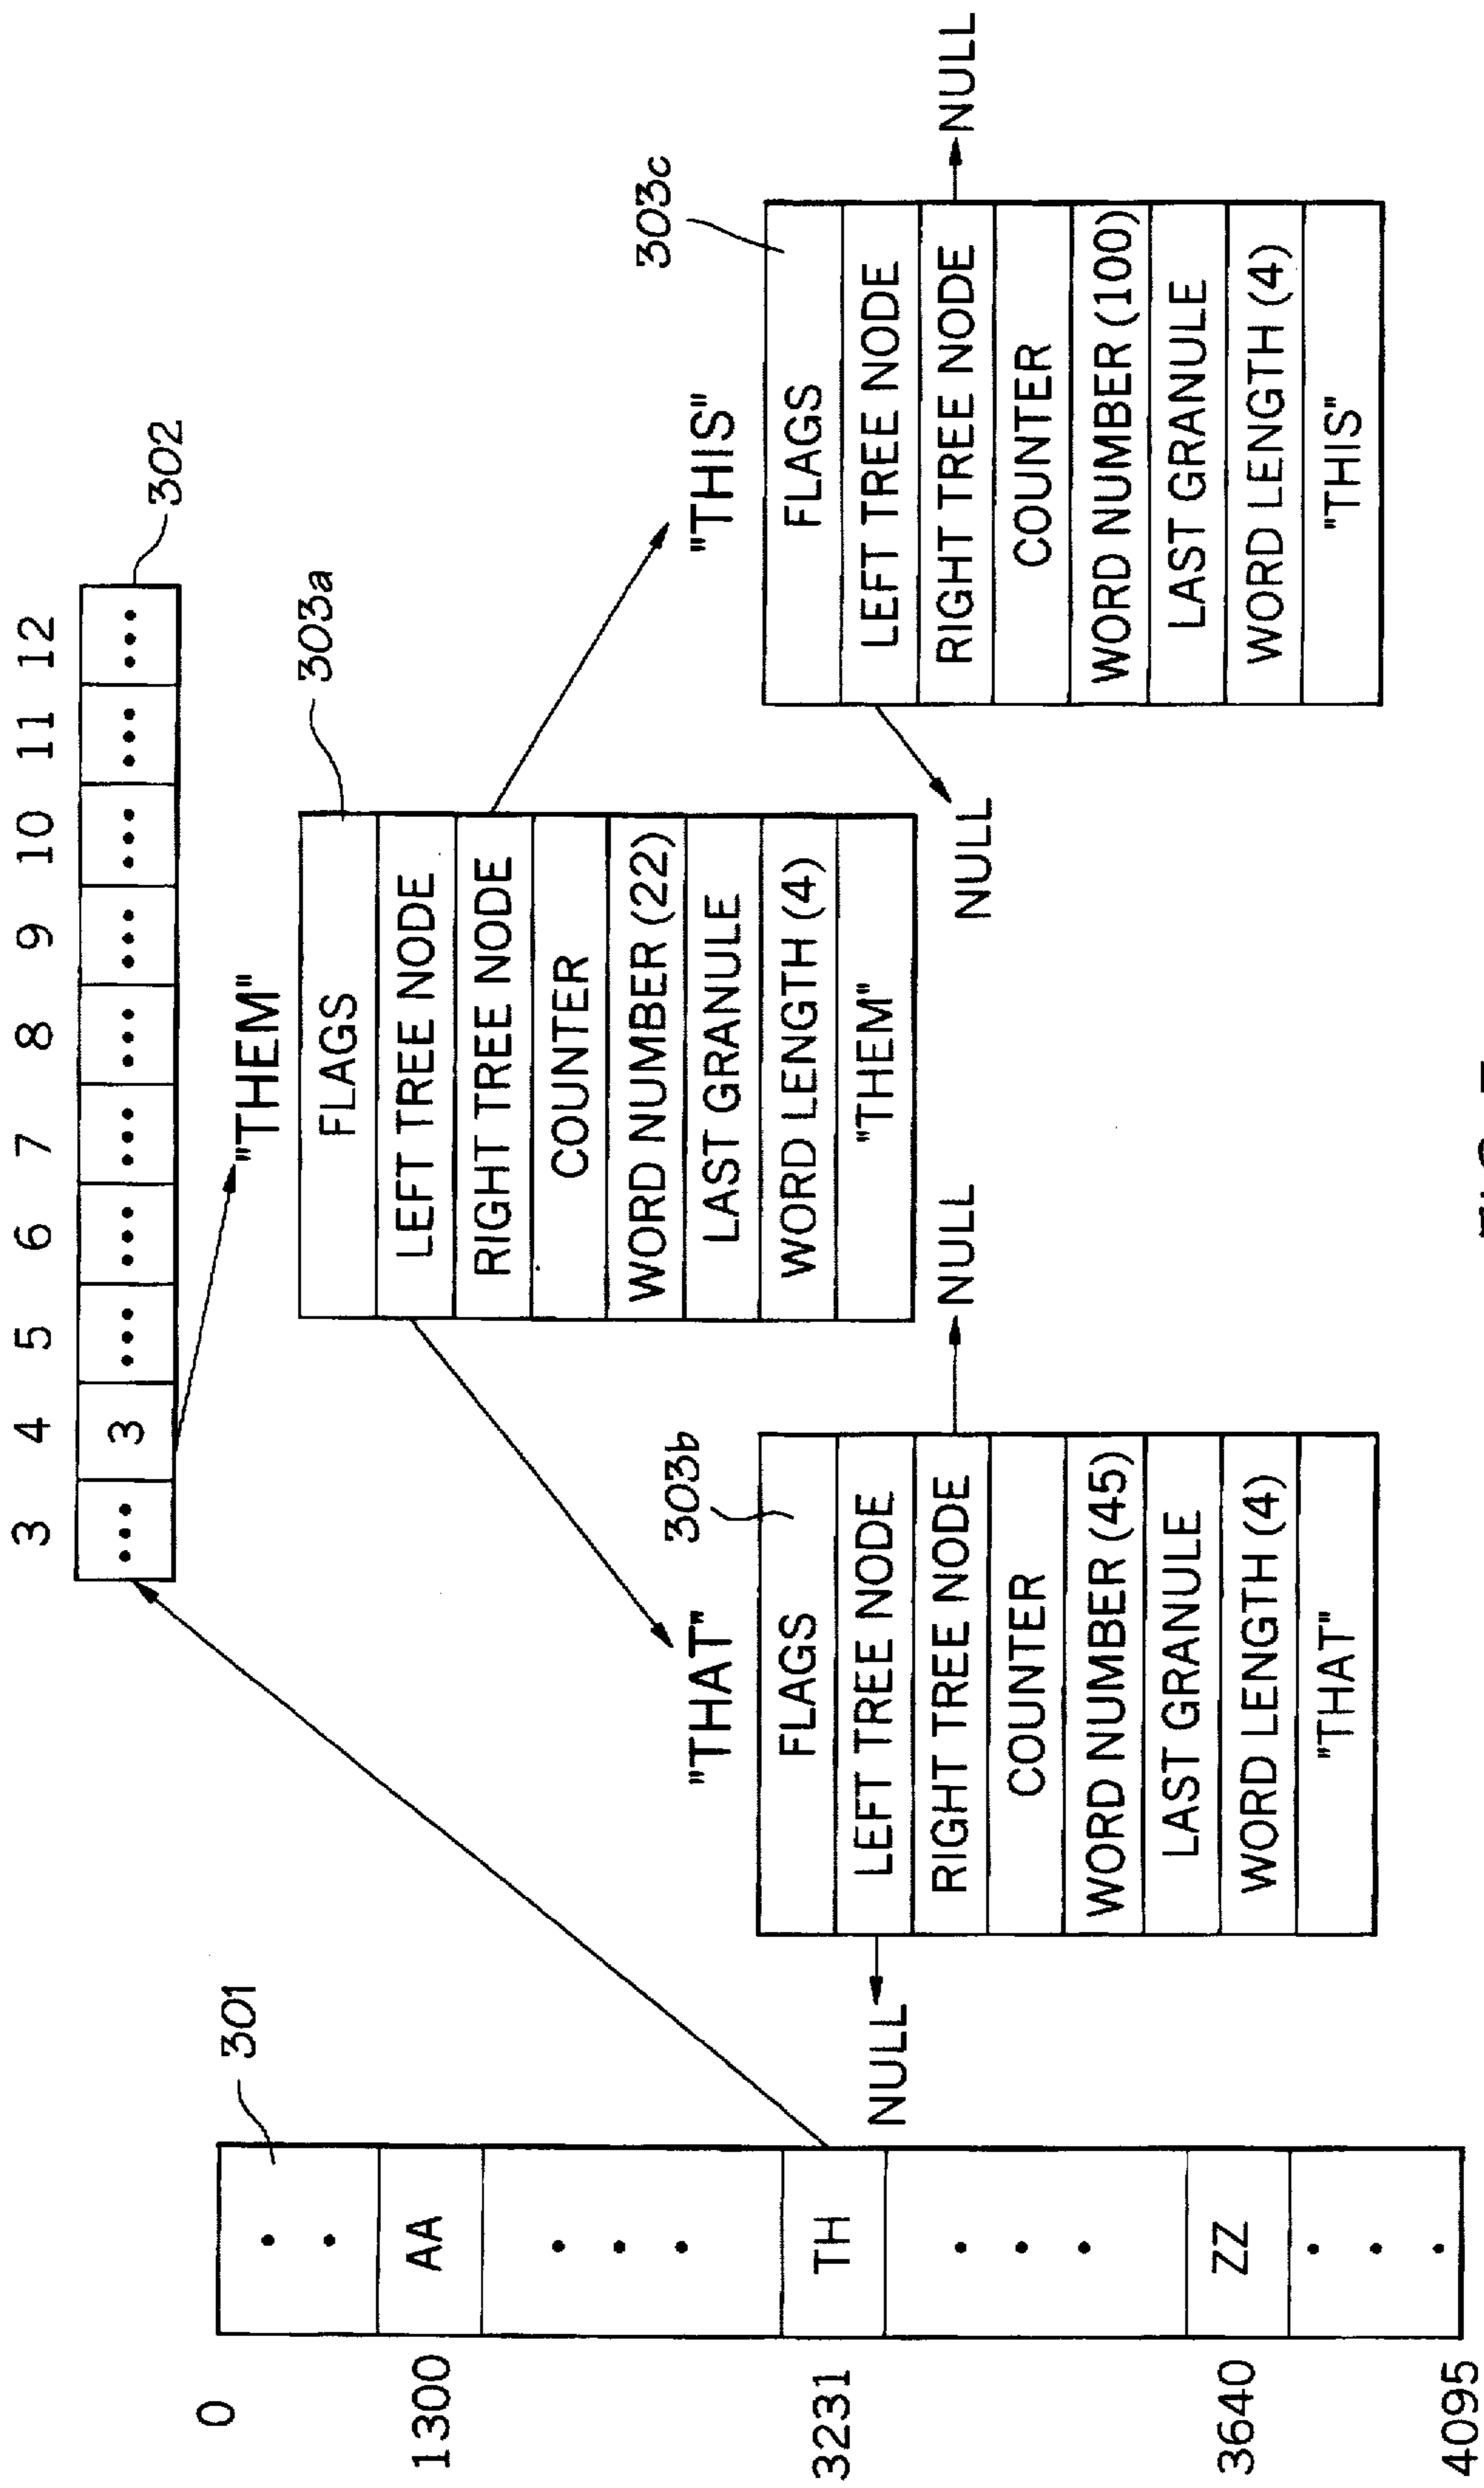 3 4 5 6 7 8 9 10 11 12
... 3 ... ... ... ... ... ... ... ...
302
301
0
1300 AA
3231 TH
3640 ZZ
4095
"THEM"
303a
FLAGS
LEFT TREE NODE
RIGHT TREE NODE
COUNTER
WORD NUMBER (22)
LAST GRANULE
WORD LENGTH (4)
"THEM"
"THAT"
303b
FLAGS
LEFT TREE NODE
RIGHT TREE NODE
COUNTER
WORD NUMBER (45)
LAST GRANULE
WORD LENGTH (4)
"THAT"
NULL
NULL
"THIS"
303c
FLAGS
LEFT TREE NODE
RIGHT TREE NODE
COUNTER
WORD NUMBER (100)
LAST GRANULE
WORD LENGTH (4)
"THIS"
NULL
NULL